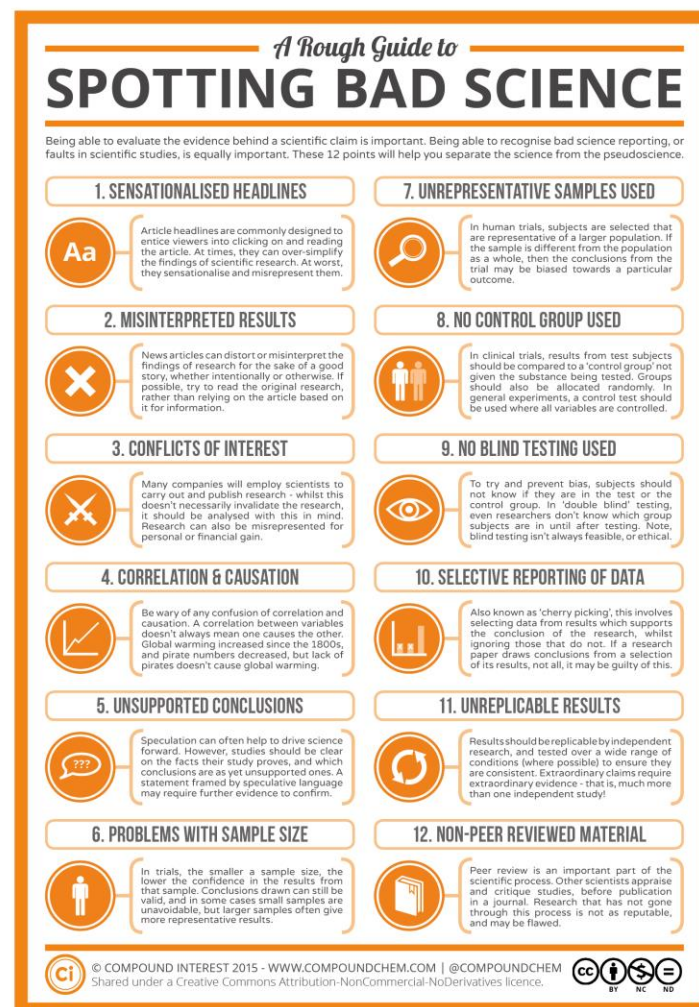 A Rough Guide to
SPOTTING BAD SCIENCE
Being able to evaluate the evidence behind a scientific claim is important. Being able to recognise bad science reporting, or
faults in scientific studies, is equally important. These 12 points will help you separate the science from the pseudoscience.
1. SENSATIONALISED HEADLINES
Aa
Article headlines are commonly designed to
entice viewers into clicking on and reading
the article. At times, they can over-simplify
the findings of scientific research. At worst,
they sensationalise and misrepresent them.
2. MISINTERPRETED RESULTS
News articles can distort or misinterpret the
findings of research for the sake of a good
story, whether intentionally or otherwise. If
possible, try to read the original research,
rather than relying on the article based on
it for information.
3. CONFLICTS OF INTEREST
Many companies will employ scientists to
carry out and publish research - whilst this
doesn't necessarily invalidate the research,
it should be analysed with this in mind.
Research can also be misrepresented for
personal or financial gain.
4. CORRELATION & CAUSATION
Be wary of any confusion of correlation and
causation. A correlation between variables
doesn't always mean one causes the other.
Global warming increased since the 1800s,
and pirate numbers decreased, but lack of
pirates doesn't cause global warming.
5. UNSUPPORTED CONCLUSIONS
???
Speculation can often help to drive science
forward. However, studies should be clear
on the facts their study proves, and which
conclusions are as yet unsupported ones. A
statement framed by speculative language
may require further evidence to confirm.
6. PROBLEMS WITH SAMPLE SIZE
In trials, the smaller a sample size, the
lower the confidence in the results from
that sample. Conclusions drawn can still be
valid, and in some cases small samples are
unavoidable, but larger samples often give
more representative results.
7. UNREPRESENTATIVE SAMPLES USED
In human trials, subjects are selected that
are representative of a larger population. If
the sample is different from the population
as a whole, then the conclusions from the
trial may be biased towards a particular
outcome.
8. NO CONTROL GROUP USED
In clinical trials, results from test subjects
should be compared to a 'control group' not
given the substance being tested. Groups
should also be allocated randomly. In
general experiments, a control test should
be used where all variables are controlled.
9. NO BLIND TESTING USED
To try and prevent bias, subjects should
not know if they are in the test or the
control group. In 'double blind' testing,
even researchers don't know which group
subjects are in until after testing. Note,
blind testing isn't always feasible, or ethical.
10. SELECTIVE REPORTING OF DATA
Also known as 'cherry picking', this involves
selecting data from results which supports
the conclusion of the research, whilst
ignoring those that do not. If a research
paper draws conclusions from a selection
of its results, not all, it may be guilty of this.
11. UNREPLICABLE RESULTS
Results should be replicable by independent
research, and tested over a wide range of
conditions (where possible) to ensure they
are consistent. Extraordinary claims require
extraordinary evidence - that is, much more
than one independent study!
12. NON-PEER REVIEWED MATERIAL
Peer review is an important part of the
scientific process. Other scientists appraise
and critique studies, before publication
in a journal. Research that has not gone
through this process is not as reputable,
and may be flawed.
Ci
© COMPOUND INTEREST 2015 - WWW.COMPOUNDCHEM.COM | @COMPOUNDCHEM
Shared under a Creative Commons Attribution-NonCommercial-NoDerivatives licence.
cc
BY NC ND